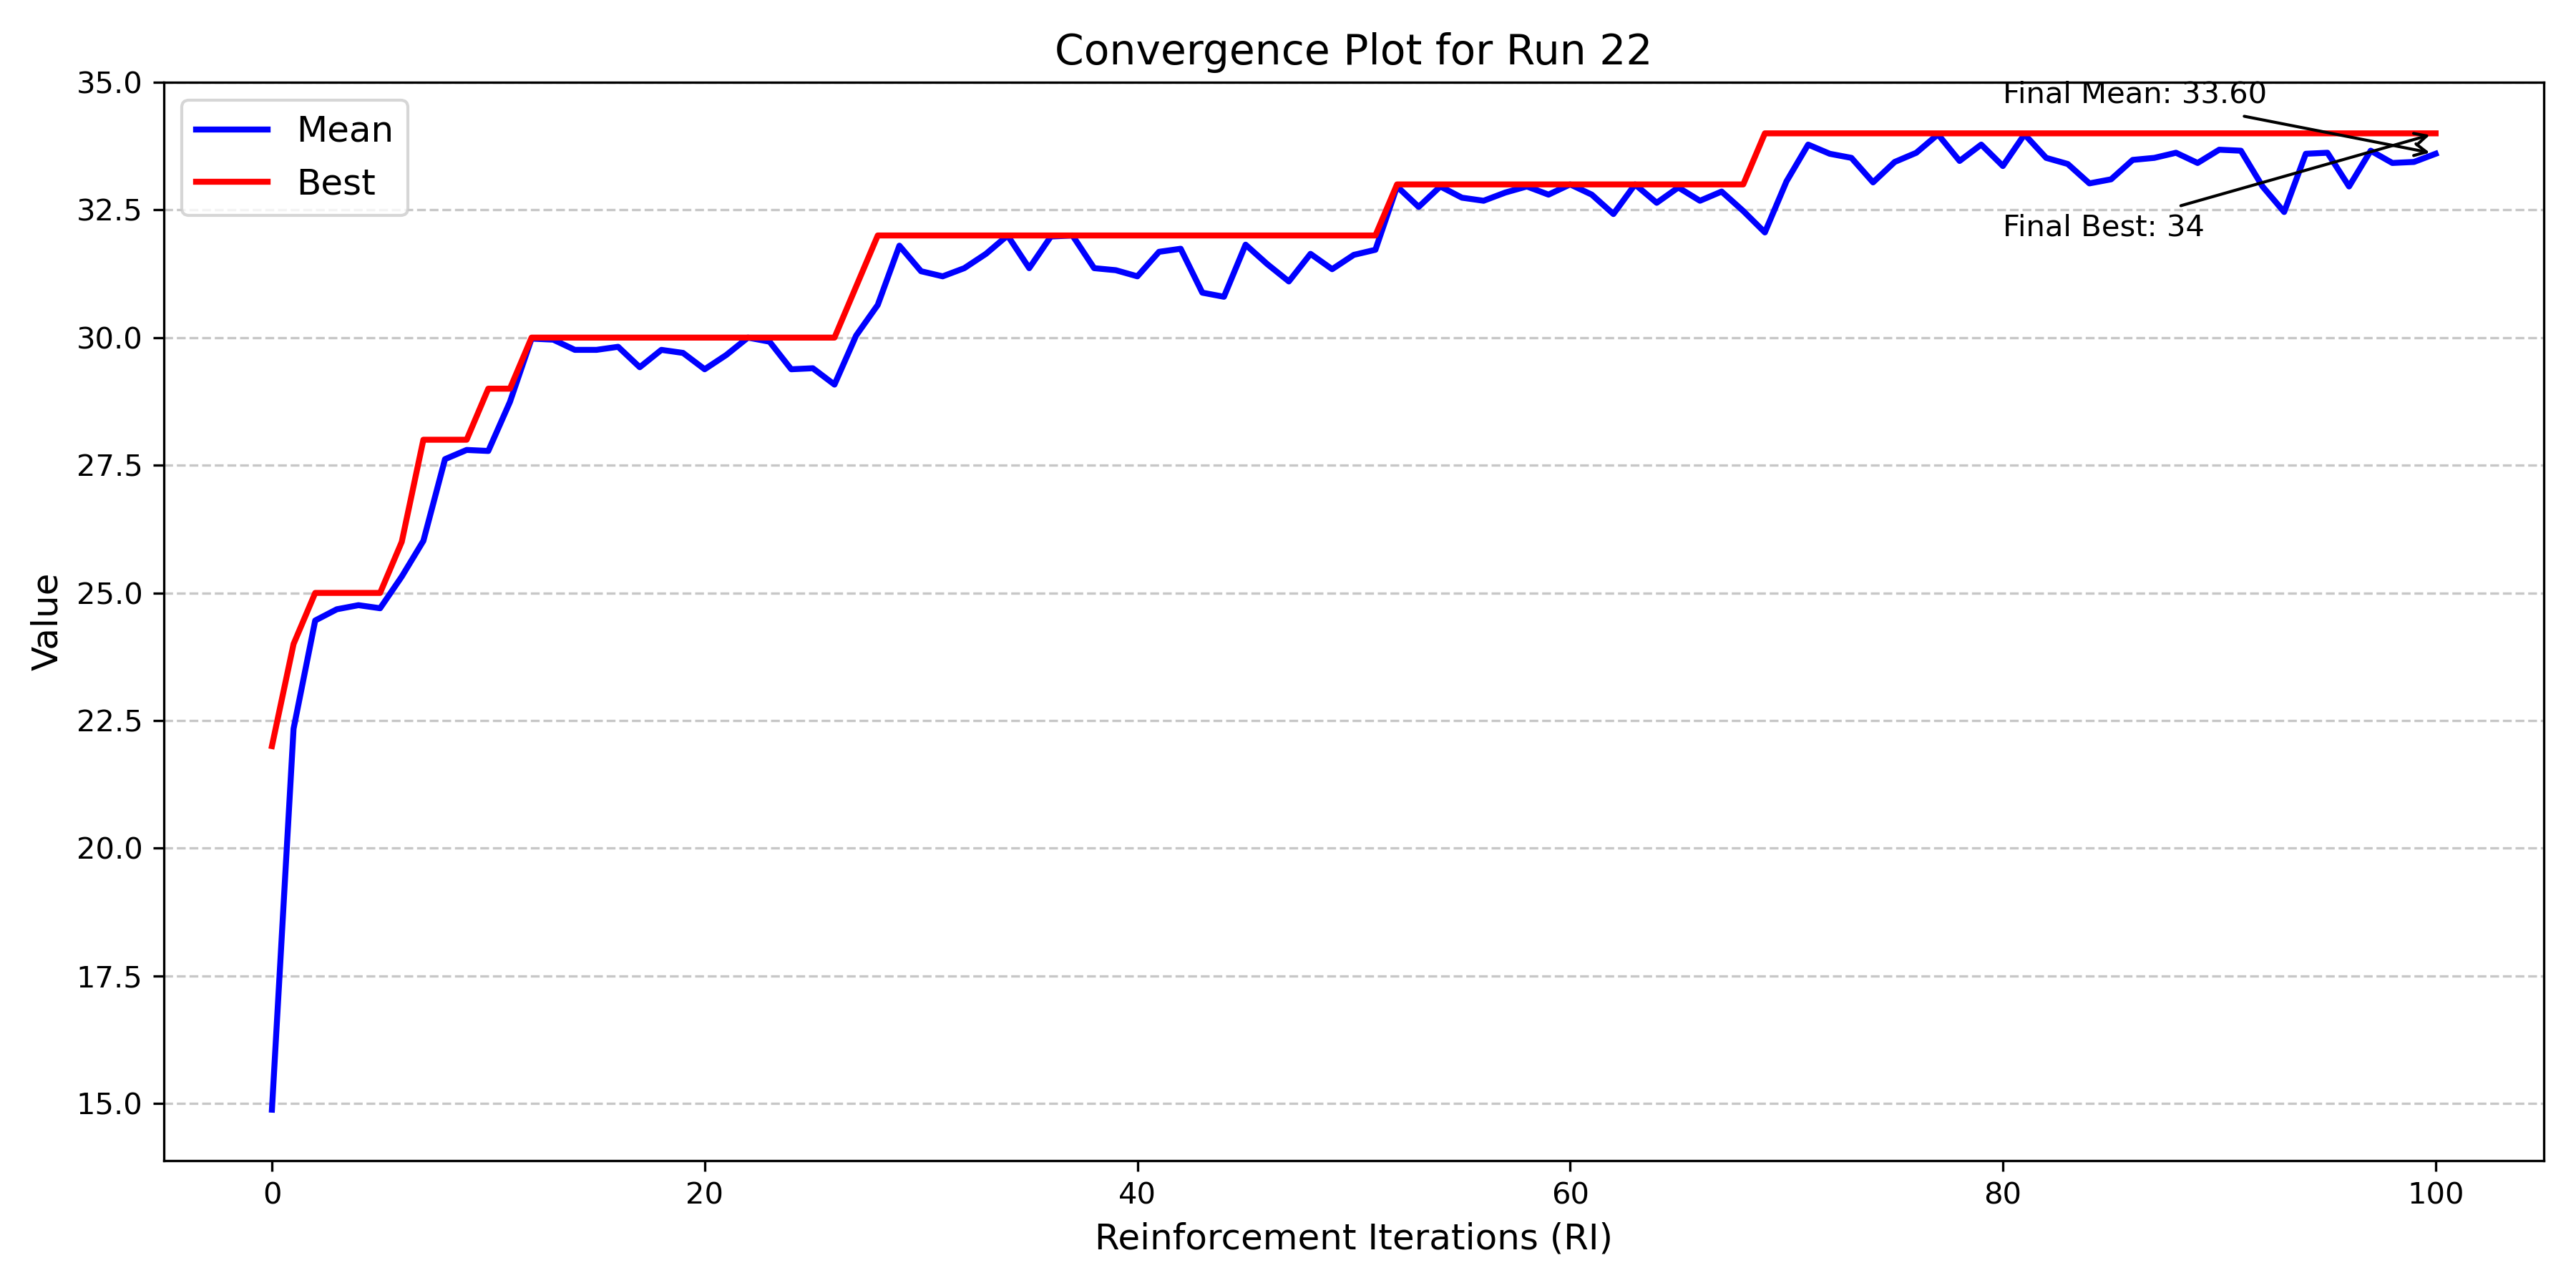 Convergence Plot for Run 22
35.0
32.5
30.0
27.5
25.0
22.5
20.0
17.5
15.0
Value
Mean
Best
Final Mean: 33.60
Final Best: 34
0
20
40
60
80
100
Reinforcement Iterations (RI)